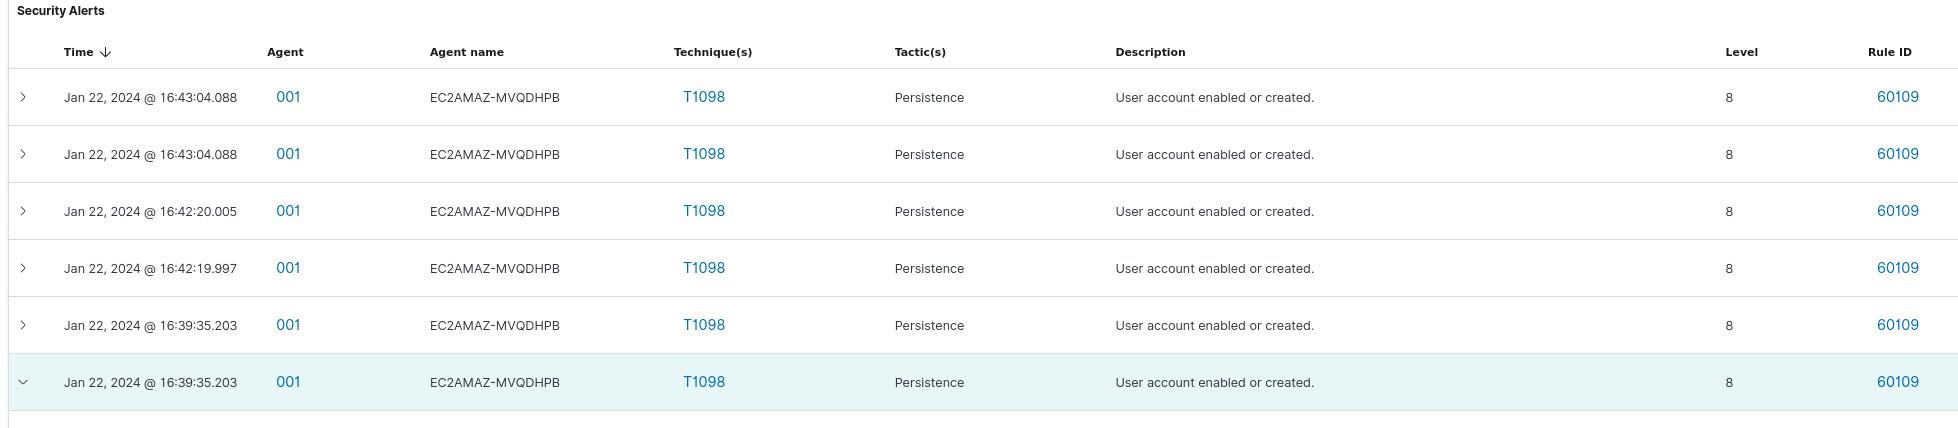 Security Alerts
Time Agent Agent name Technique(s) Tactic(s) Description Level Rule ID
Jan 22, 2024 @ 16:43:04.088 001 EC2AMAZ-MVQDHPB T1098 Persistence User account enabled or created. 8 60109
Jan 22, 2024 @ 16:43:04.088 001 EC2AMAZ-MVQDHPB T1098 Persistence User account enabled or created. 8 60109
Jan 22, 2024 @ 16:42:20.005 001 EC2AMAZ-MVQDHPB T1098 Persistence User account enabled or created. 8 60109
Jan 22, 2024 @ 16:42:19.997 001 EC2AMAZ-MVQDHPB T1098 Persistence User account enabled or created. 8 60109
Jan 22, 2024 @ 16:39:35.203 001 EC2AMAZ-MVQDHPB T1098 Persistence User account enabled or created. 8 60109
Jan 22, 2024 @ 16:39:35.203 001 EC2AMAZ-MVQDHPB T1098 Persistence User account enabled or created. 8 60109